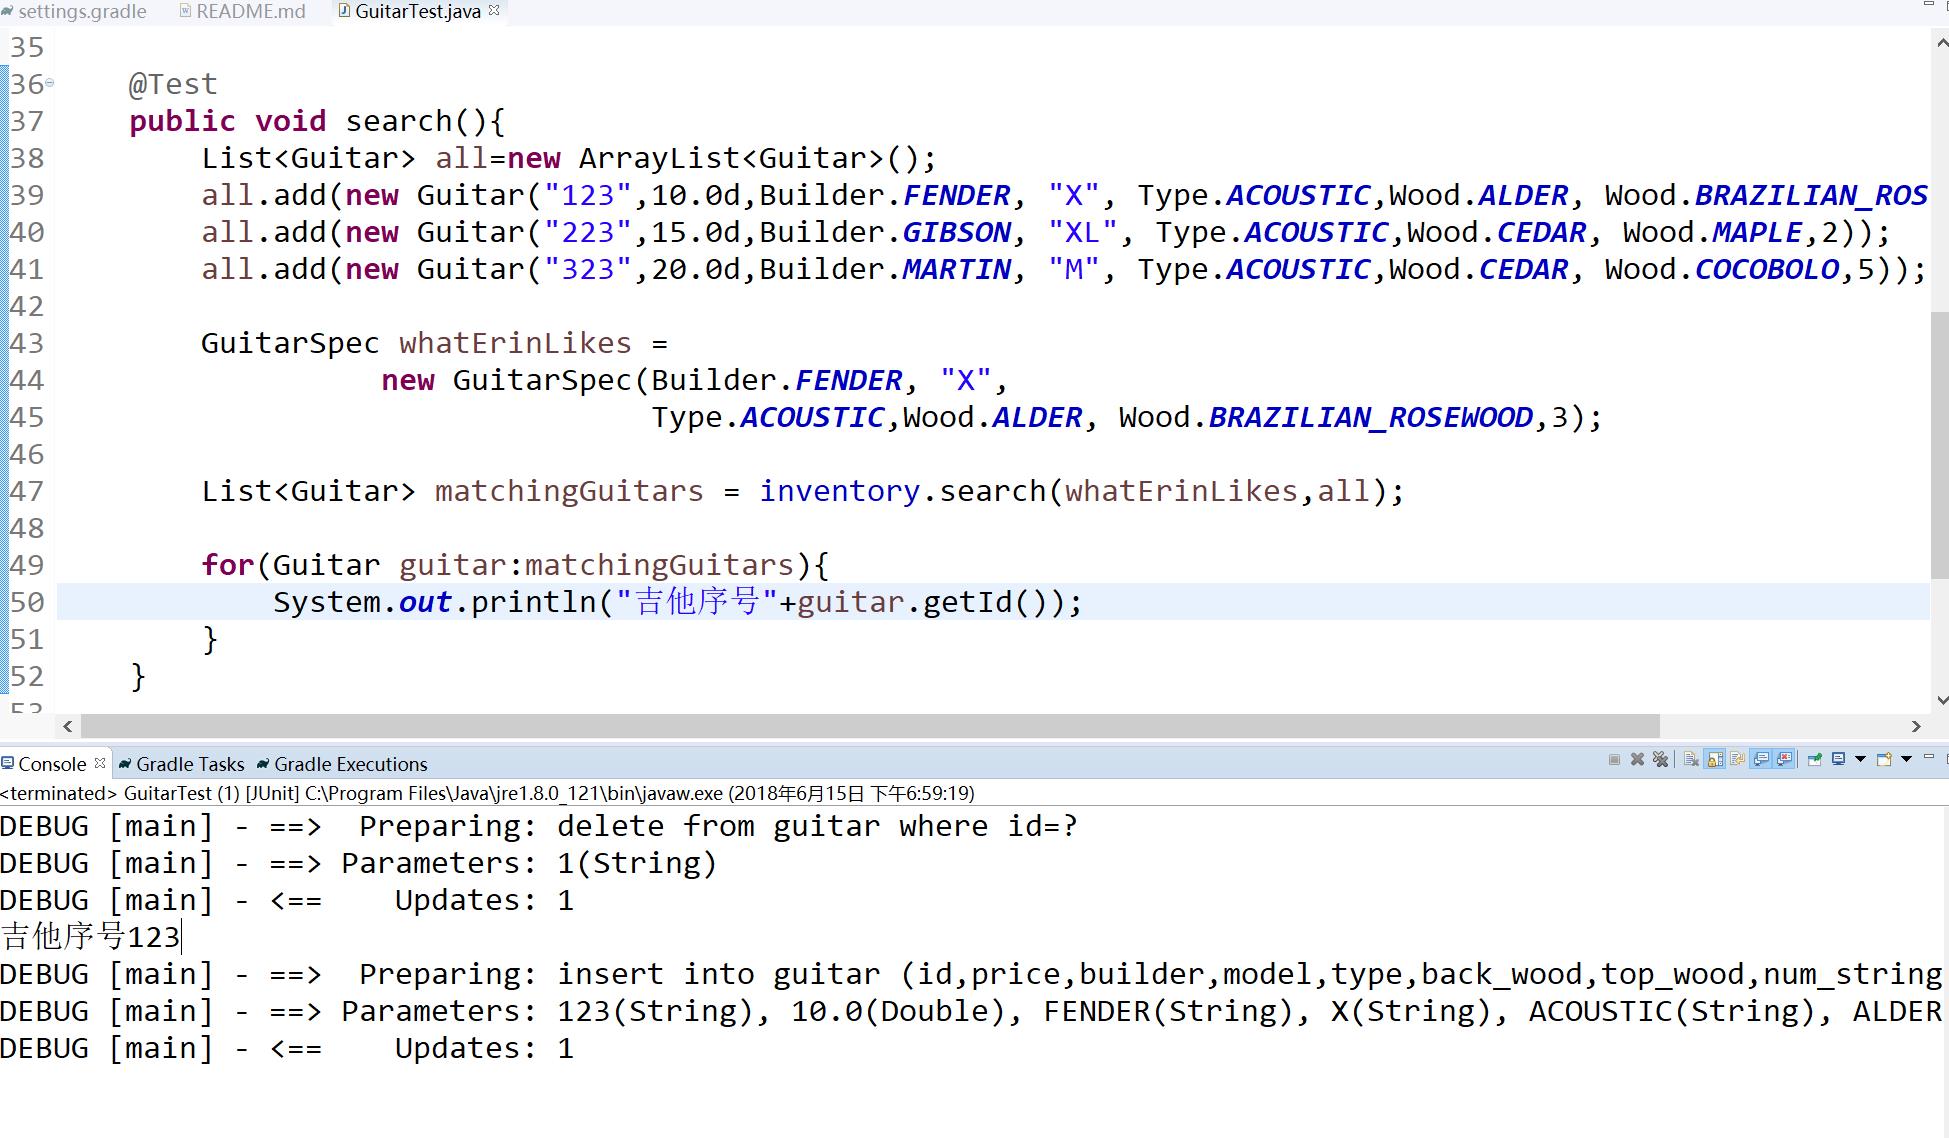 settings.gradle README.md GuitarTest.java
35
36 @Test
37 public void search(){
38 List<Guitar> all=new ArrayList<Guitar>();
39 all.add(new Guitar("123",10.0d,Builder.FENDER, "X", Type.ACOUSTIC,Wood.ALDER, Wood.BRAZILIAN_ROS
40 all.add(new Guitar("223",15.0d,Builder.GIBSON, "XL", Type.ACOUSTIC,Wood.CEDAR, Wood.MAPLE,2));
41 all.add(new Guitar("323",20.0d,Builder.MARTIN, "M", Type.ACOUSTIC,Wood.CEDAR, Wood.COCOBOLO,5));
42
43 GuitarSpec whatErinLikes =
44 new GuitarSpec(Builder.FENDER, "X",
45 Type.ACOUSTIC,Wood.ALDER, Wood.BRAZILIAN_ROSEWOOD,3);
46
47 List<Guitar> matchingGuitars = inventory.search(whatErinLikes,all);
48
49 for(Guitar guitar:matchingGuitars){
50 System.out.println("吉他序号"+guitar.getId());
51 }
52 }
53
Console Gradle Tasks Gradle Executions
<terminated> GuitarTest (1) [JUnit] C:\Program Files\Java\jre1.8.0_121\bin\javaw.exe (2018年6月15日 下午6:59:19)
DEBUG [main] - ==>  Preparing: delete from guitar where id=?
DEBUG [main] - ==> Parameters: 1(String)
DEBUG [main] - <==    Updates: 1
吉他序号123
DEBUG [main] - ==>  Preparing: insert into guitar (id,price,builder,model,type,back_wood,top_wood,num_string
DEBUG [main] - ==> Parameters: 123(String), 10.0(Double), FENDER(String), X(String), ACOUSTIC(String), ALDER
DEBUG [main] - <==    Updates: 1